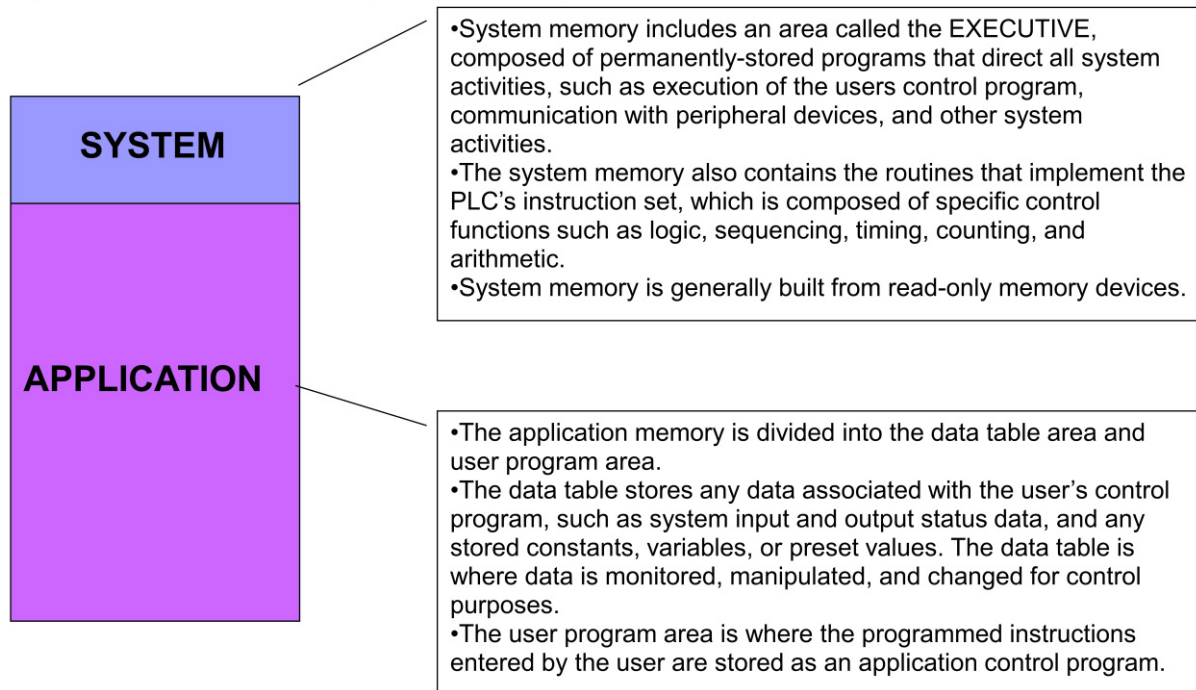 SYSTEM
APPLICATION
•System memory includes an area called the EXECUTIVE,
composed of permanently-stored programs that direct all system
activities, such as execution of the users control program,
communication with peripheral devices, and other system
activities.
•The system memory also contains the routines that implement the
PLC’s instruction set, which is composed of specific control
functions such as logic, sequencing, timing, counting, and
arithmetic.
•System memory is generally built from read-only memory devices.
•The application memory is divided into the data table area and
user program area.
•The data table stores any data associated with the user’s control
program, such as system input and output status data, and any
stored constants, variables, or preset values. The data table is
where data is monitored, manipulated, and changed for control
purposes.
•The user program area is where the programmed instructions
entered by the user are stored as an application control program.